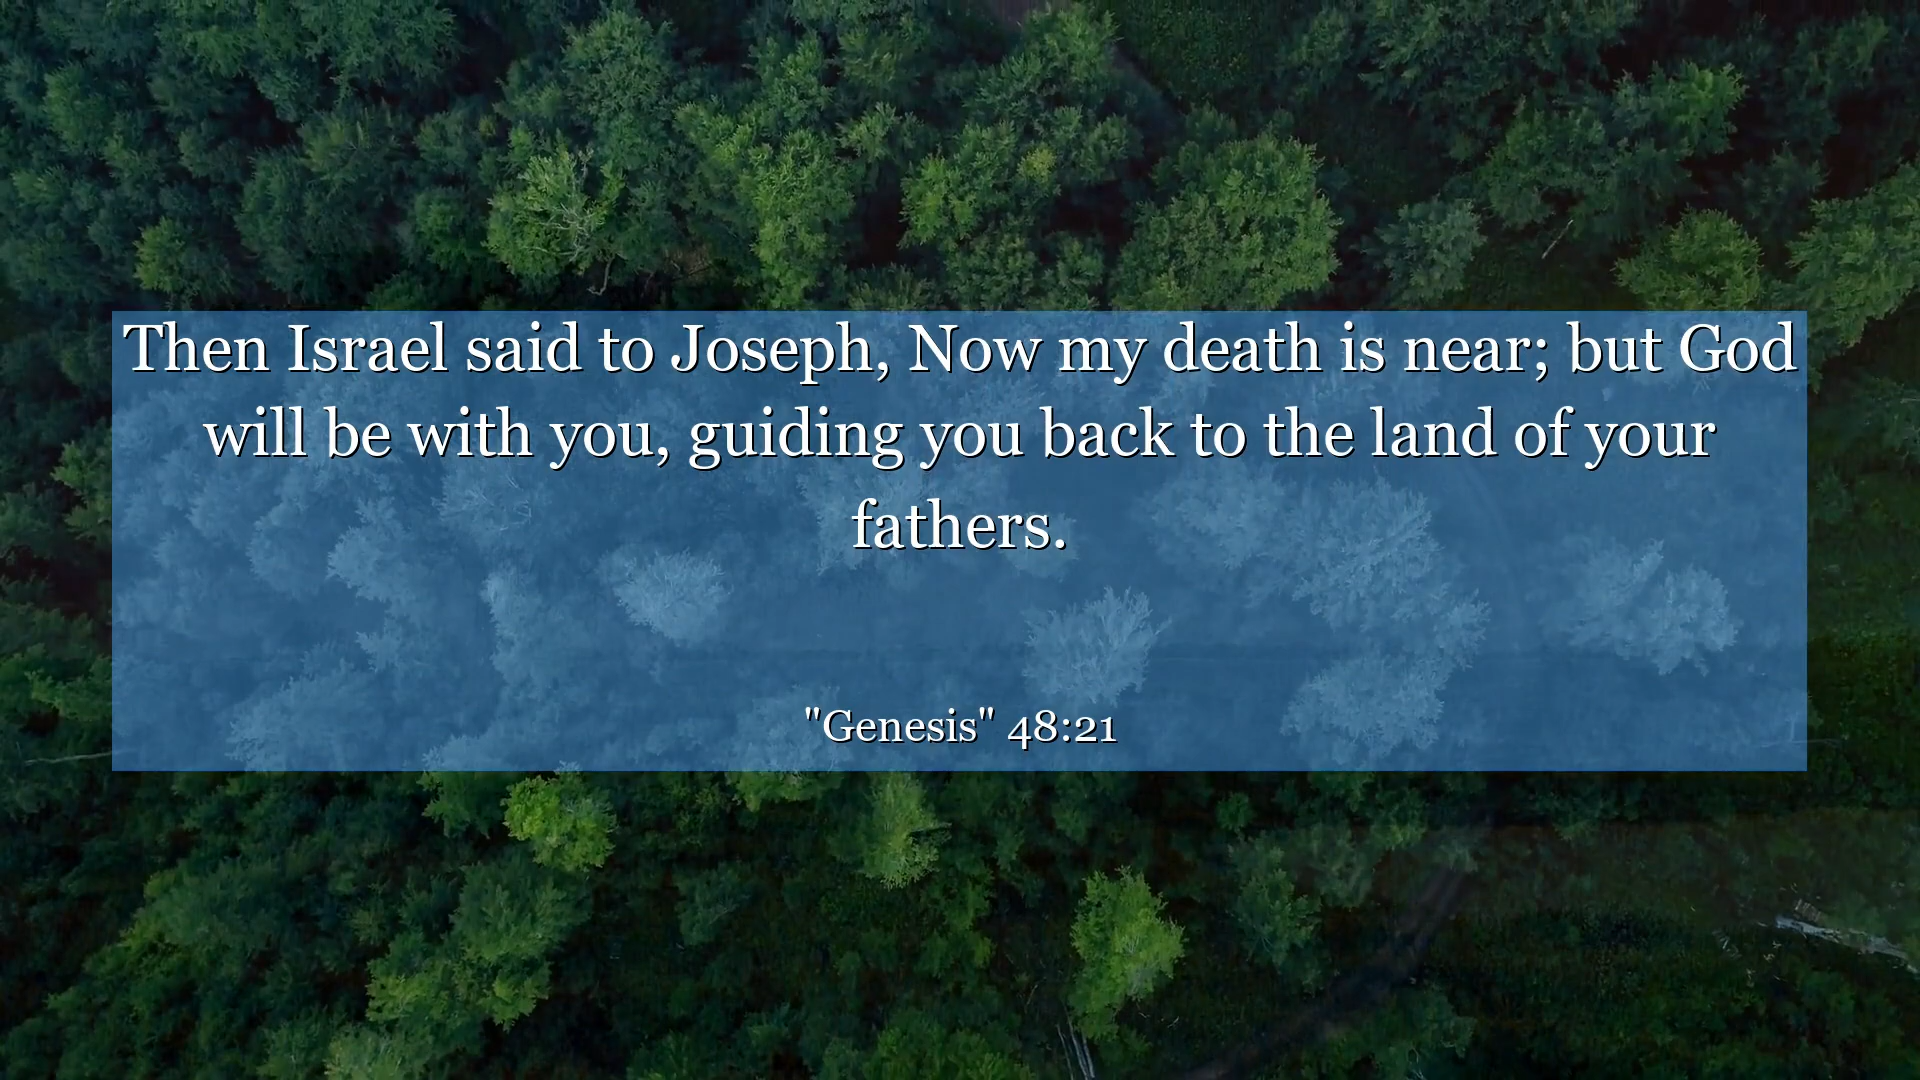 Then Israel said to Joseph, Now my death is near; but God
will be with you, guiding you back to the land of your
fathers.
"Genesis" 48:21